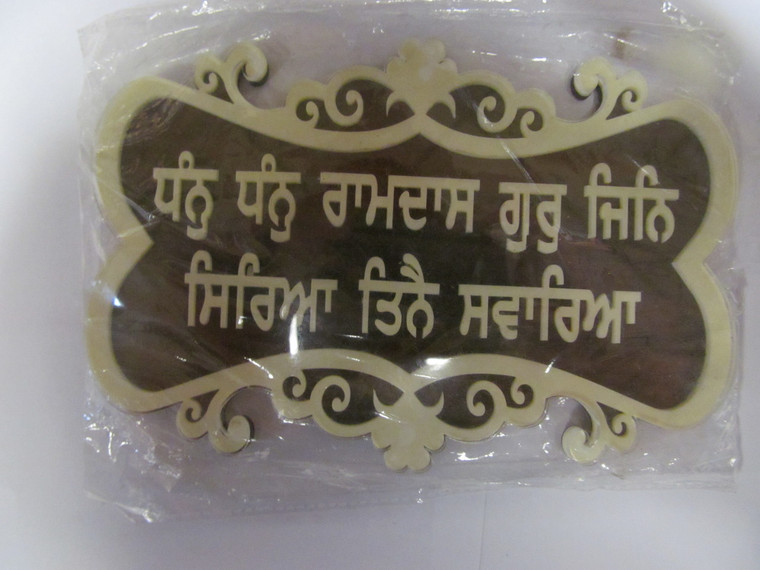 ਧੰਨੁ ਧੰਨੁ ਰਾਮਦਾਸ ਗੁਰੁ ਜਿਨਿ
ਸਿਰਿਆ ਤਿਨੈ ਸਵਾਰਿਆ